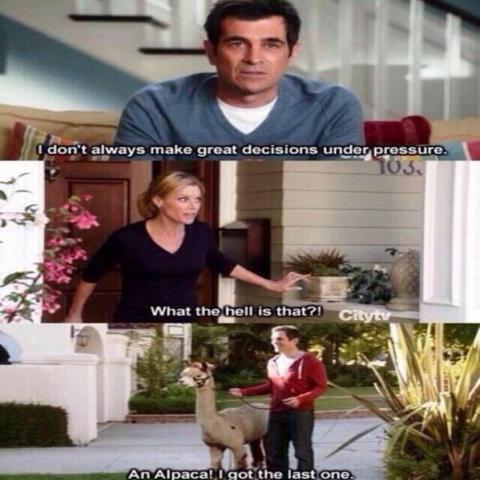 I don't always make great decisions under pressure.
103
What the hell is that?!
Citytv
An Alpaca! I got the last one.